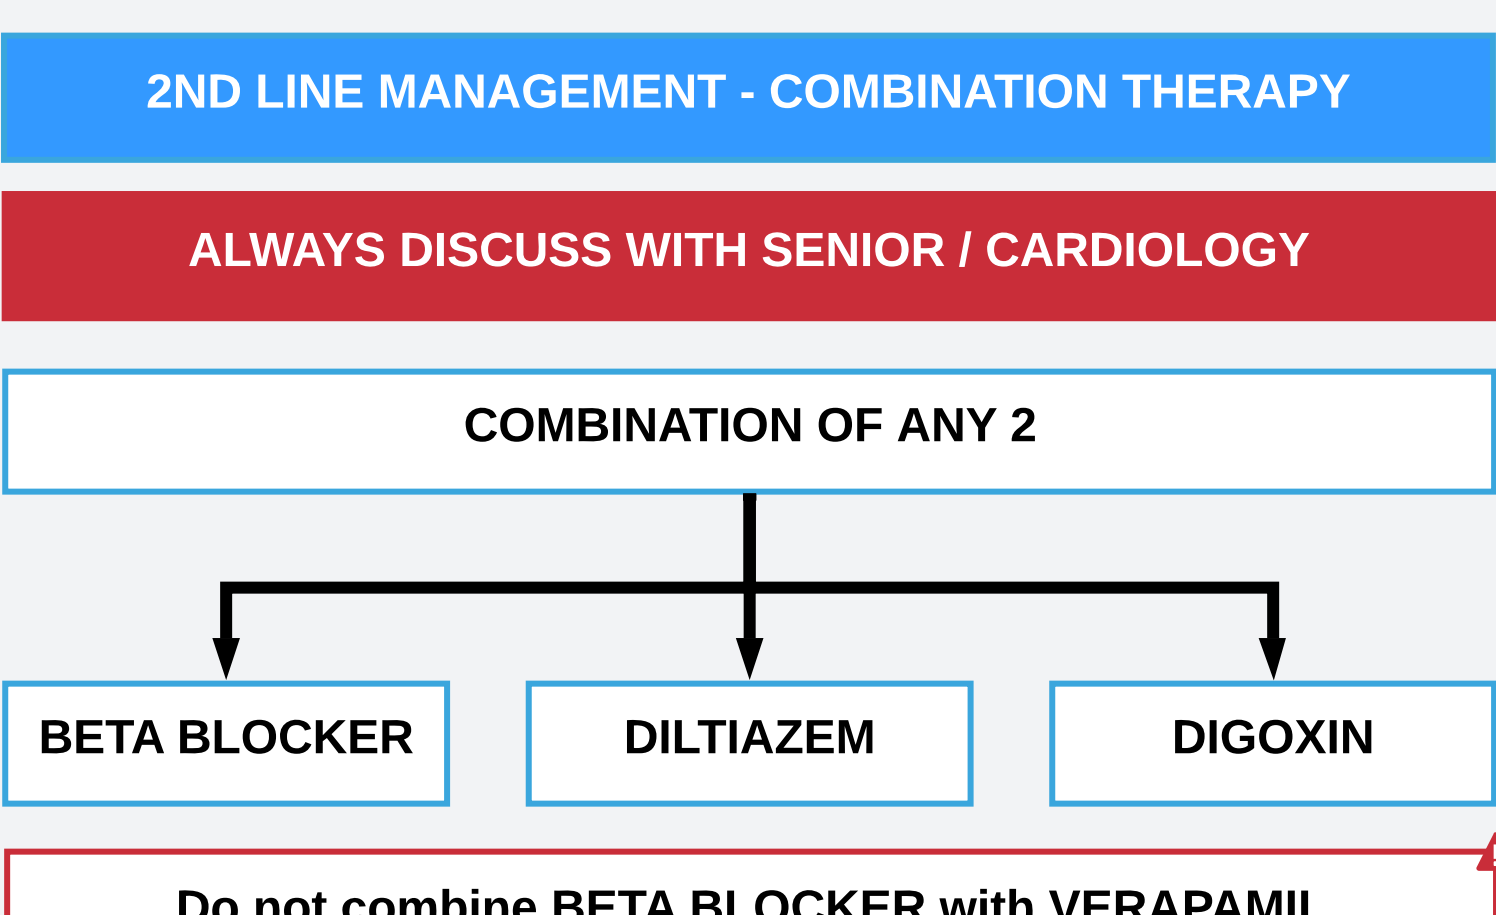 2ND LINE MANAGEMENT - COMBINATION THERAPY
ALWAYS DISCUSS WITH SENIOR / CARDIOLOGY
COMBINATION OF ANY 2
BETA BLOCKER
DILTIAZEM
DIGOXIN
Do not combine BETA BLOCKER with VERAPAMIL